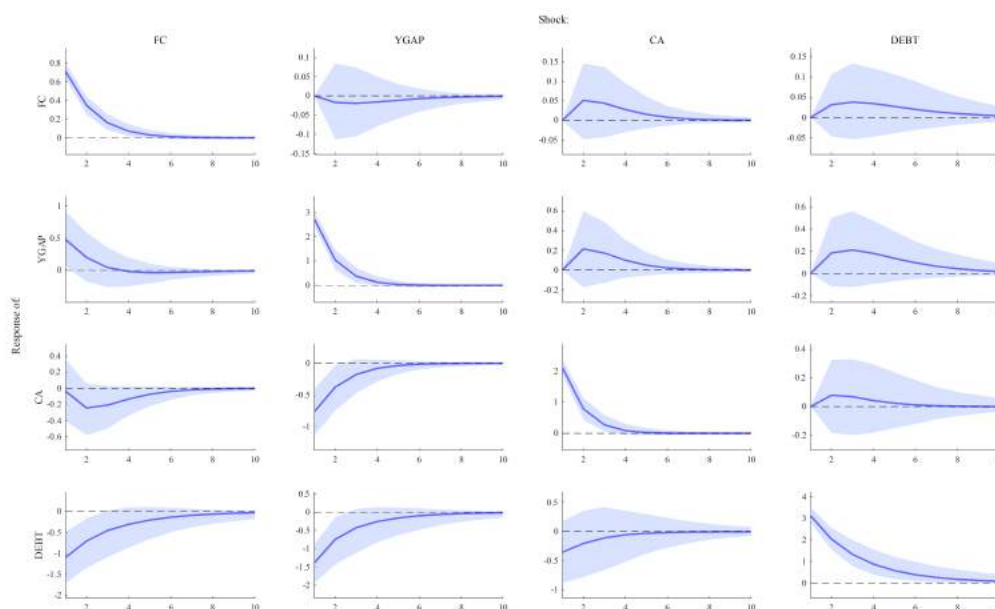 Shock:
FC YGAP CA DEBT
Response of:
FC
0.8 0.6 0.4 0.2 0
2 4 6 8 10
0.1 0.05 0 -0.05 -0.1 -0.15
2 4 6 8 10
0.15 0.1 0.05 0 -0.05
2 4 6 8 10
0.15 0.1 0.05 0 -0.05
2 4 6 8 10
YGAP
1 0.5 0 -0.5
2 4 6 8 10
3 2 1 0
2 4 6 8 10
0.6 0.4 0.2 0 -0.2
2 4 6 8 10
0.6 0.4 0.2 0 -0.2
2 4 6 8 10
CA
0.4 0.2 0 -0.2 -0.4 -0.6
2 4 6 8 10
0 -0.5 -1
2 4 6 8 10
2 1 0
2 4 6 8 10
0.4 0.2 0 -0.2
2 4 6 8 10
DEBT
0.5 0 -0.5 -1 -1.5 -2
2 4 6 8 10
0.5 0 -0.5 -1 -1.5 -2
2 4 6 8 10
0.5 0 -0.5 -1
2 4 6 8 10
4 3 2 1 0
2 4 6 8 10